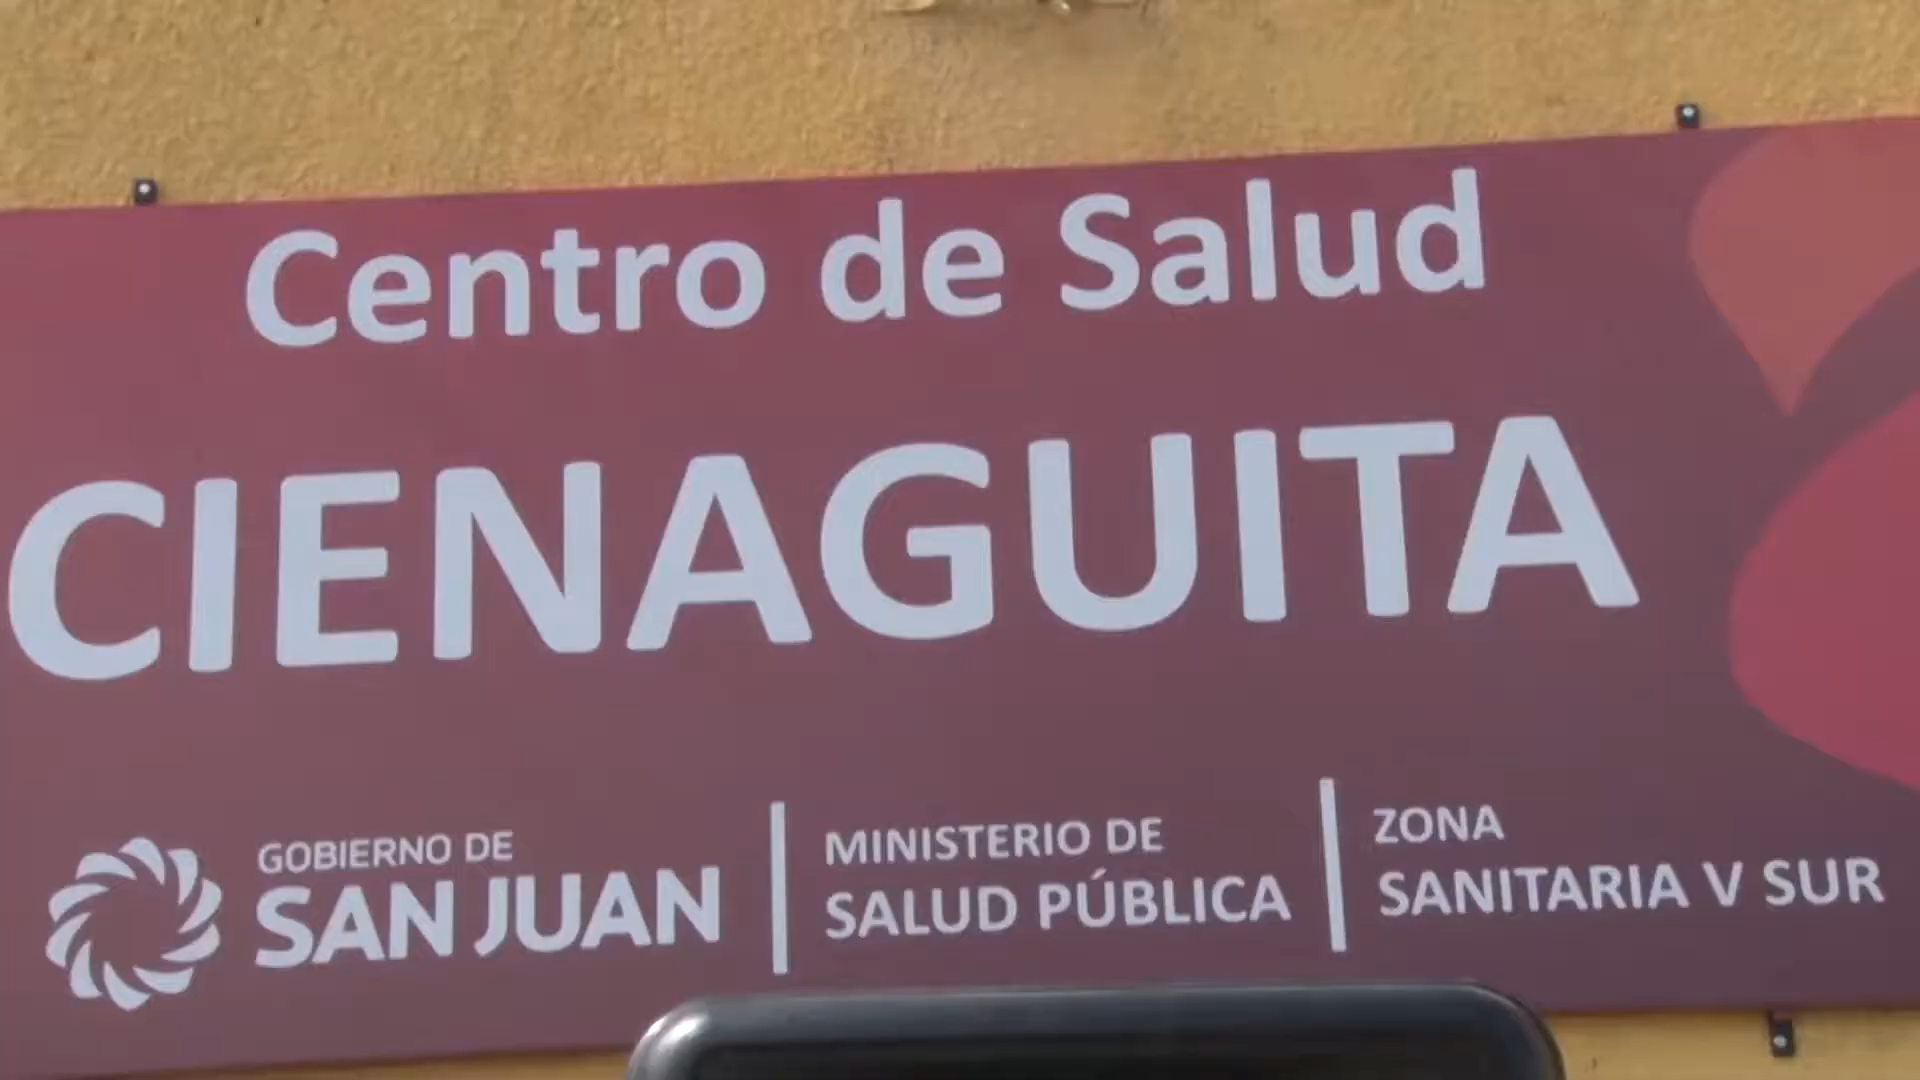 Centro de Salud
CIENAGUITA
GOBIERNO DE
SAN JUAN
MINISTERIO DE
SALUD PÚBLICA
ZONA
SANITARIA V SUR